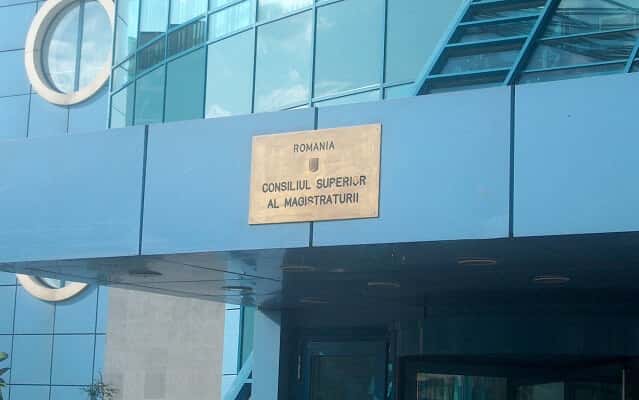 ROMANIA
CONSILIUL SUPERIOR
AL MAGISTRATURII